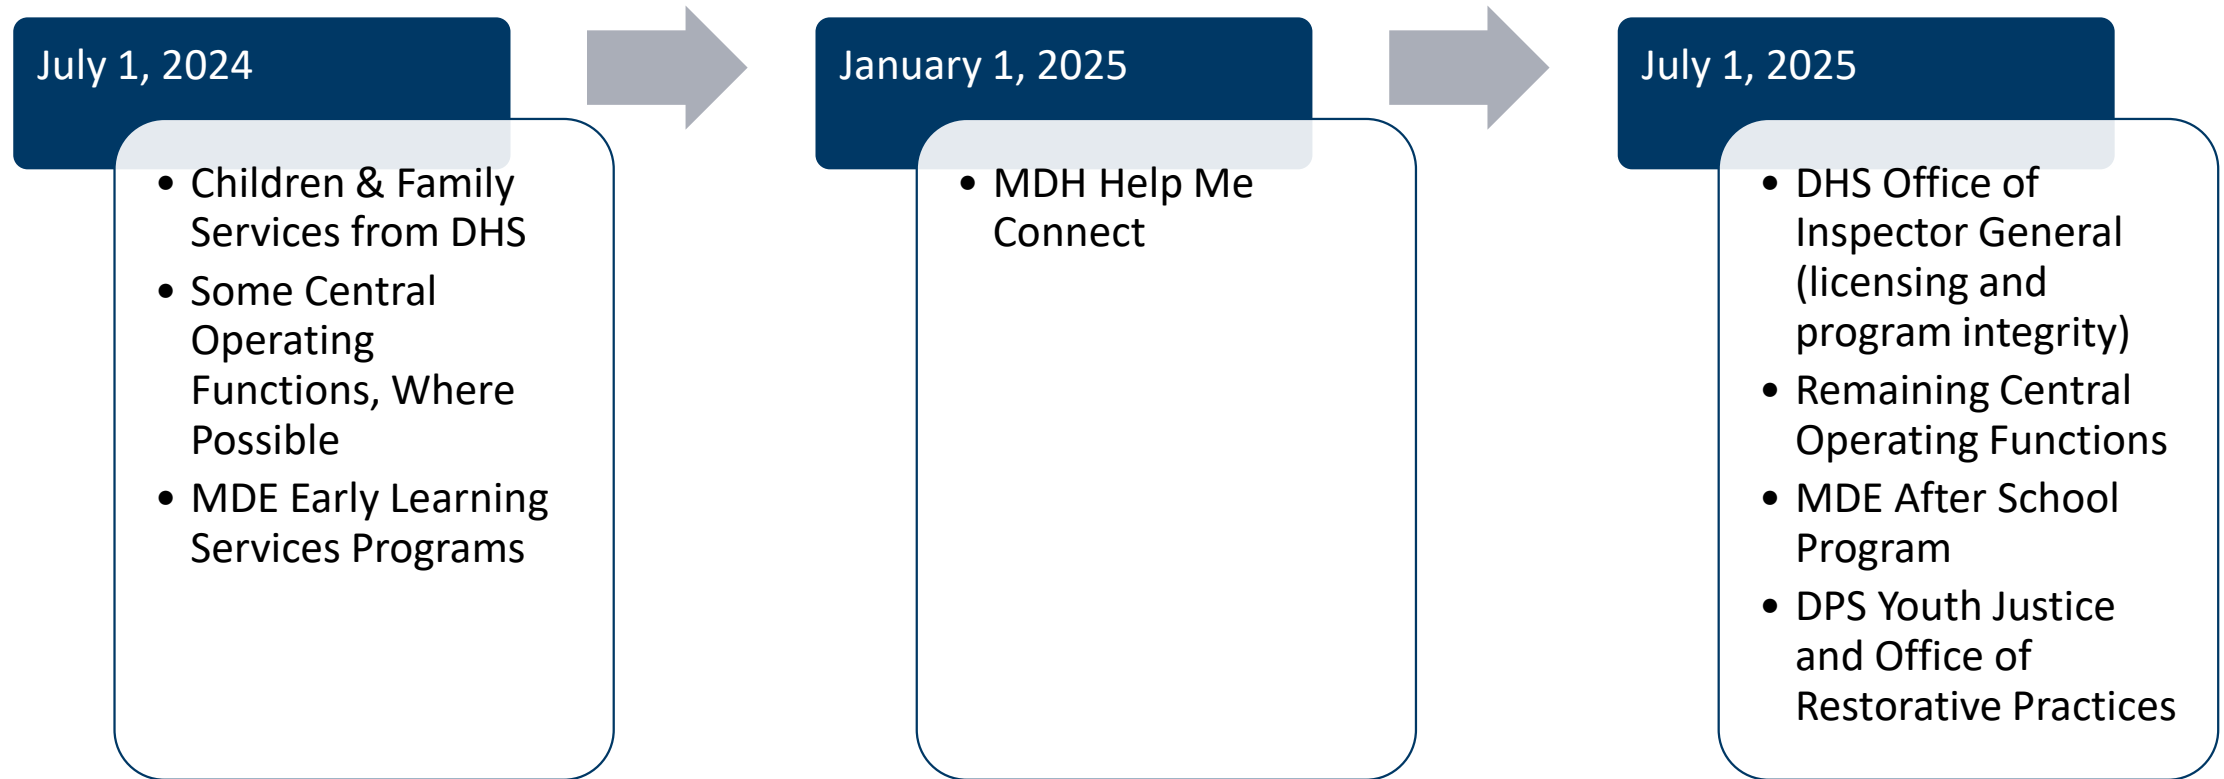 July 1, 2024
• Children & Family
Services from DHS
• Some Central
Operating
Functions, Where
Possible
• MDE Early Learning
Services Programs
January 1, 2025
• MDH Help Me
Connect
July 1, 2025
• DHS Office of
Inspector General
(licensing and
program integrity)
• Remaining Central
Operating Functions
• MDE After School
Program
• DPS Youth Justice
and Office of
Restorative Practices